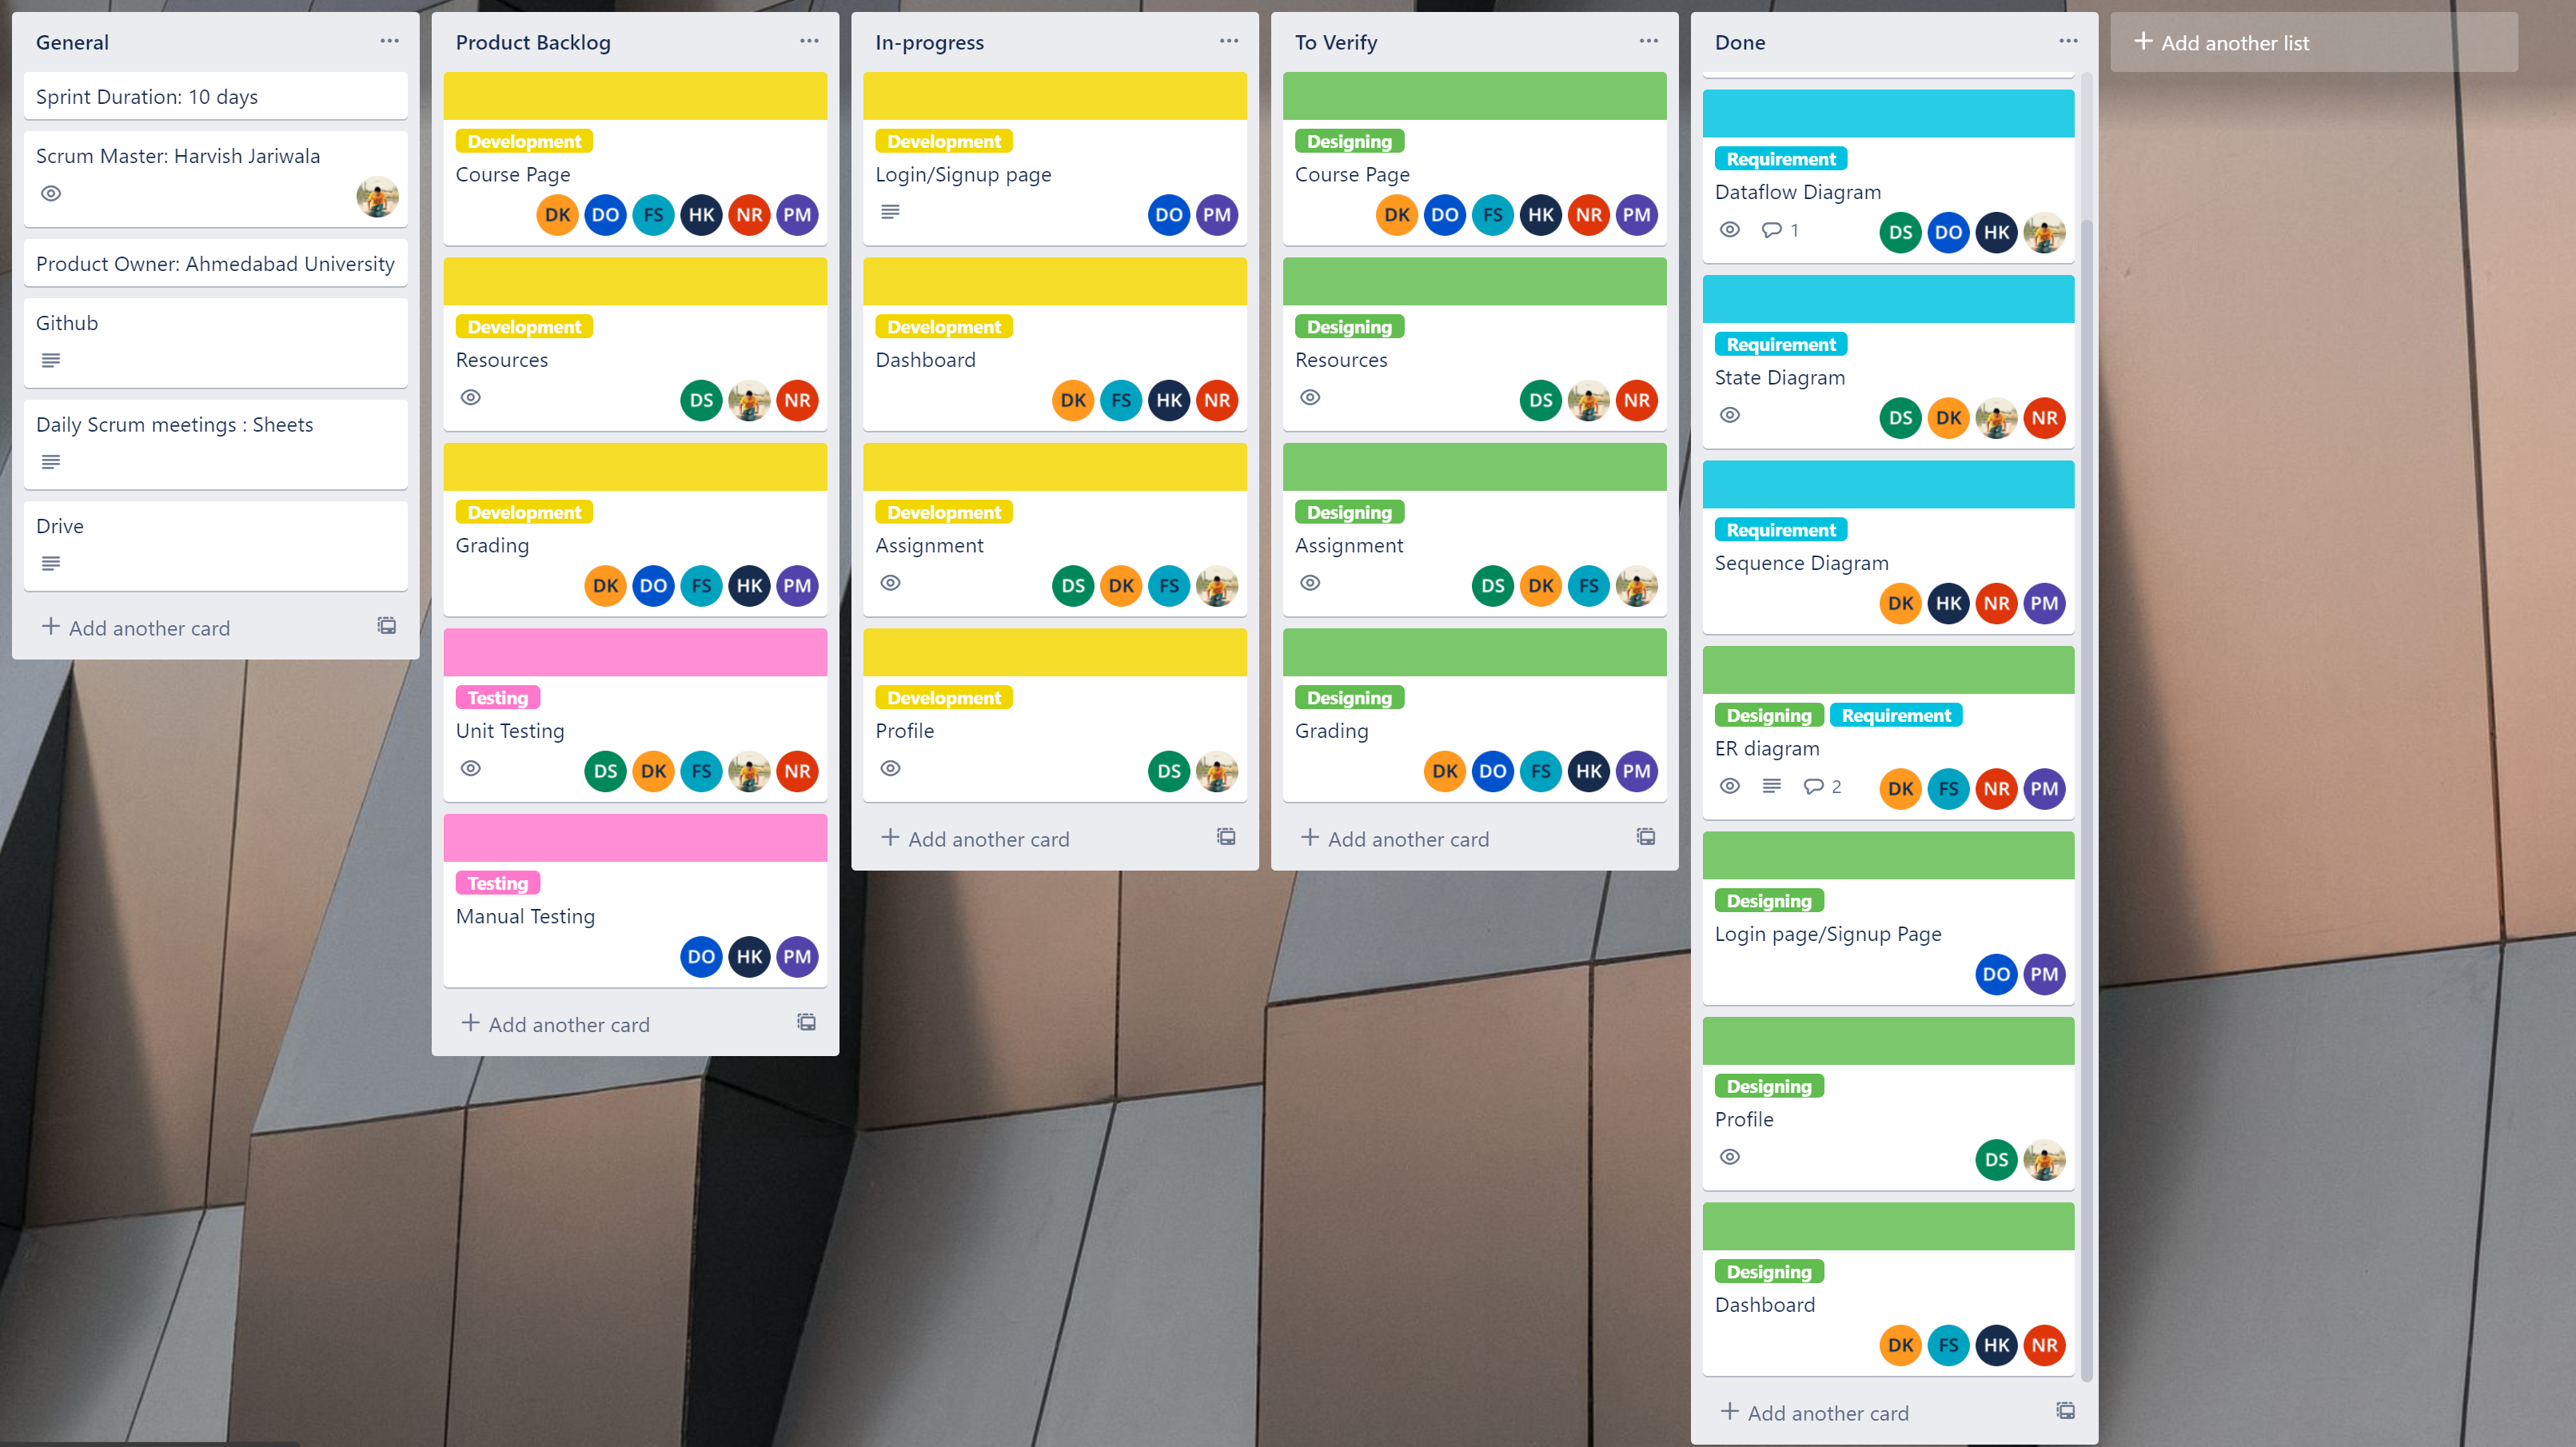 General
Sprint Duration: 10 days
Scrum Master: Harvish Jariwala
Product Owner: Ahmedabad University
Github
Daily Scrum meetings : Sheets
Drive
Add another card
Product Backlog
Development
Course Page
DK DO FS HK NR PM
Development
Resources
DS NR
Development
Grading
DK DO FS HK PM
Testing
Unit Testing
DS DK FS NR
Testing
Manual Testing
DO HK PM
Add another card
In-progress
Development
Login/Signup page
DO PM
Development
Dashboard
DK FS HK NR
Development
Assignment
DS DK FS
Development
Profile
DS
Add another card
To Verify
Designing
Course Page
DK DO FS HK NR PM
Designing
Resources
DS NR
Designing
Assignment
DS DK FS
Designing
Grading
DK DO FS HK PM
Add another card
Done
Requirement
Dataflow Diagram
1 DS DO HK
Requirement
State Diagram
DS DK NR
Requirement
Sequence Diagram
DK HK NR PM
Designing Requirement
ER diagram
2 DK FS NR PM
Designing
Login page/Signup Page
DO PM
Designing
Profile
DS
Designing
Dashboard
DK FS HK NR
Add another card
Add another list